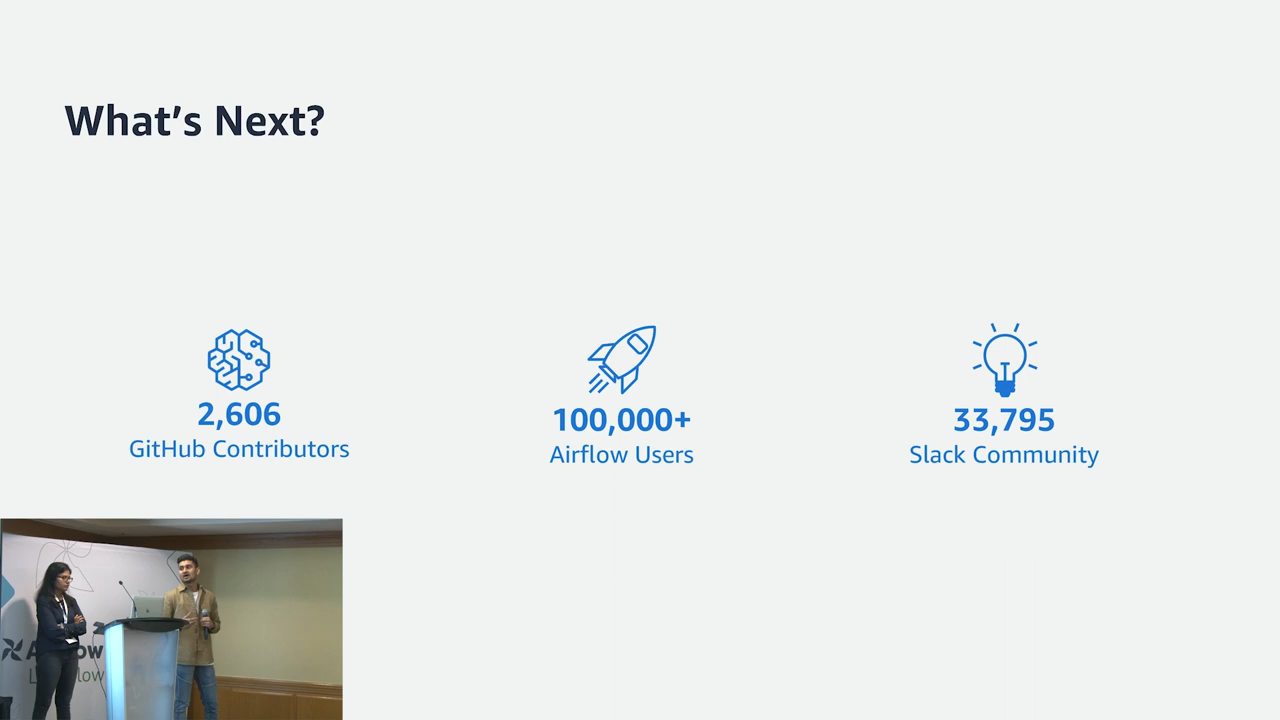 What's Next?
2,606
GitHub Contributors
100,000+
Airflow Users
33,795
Slack Community